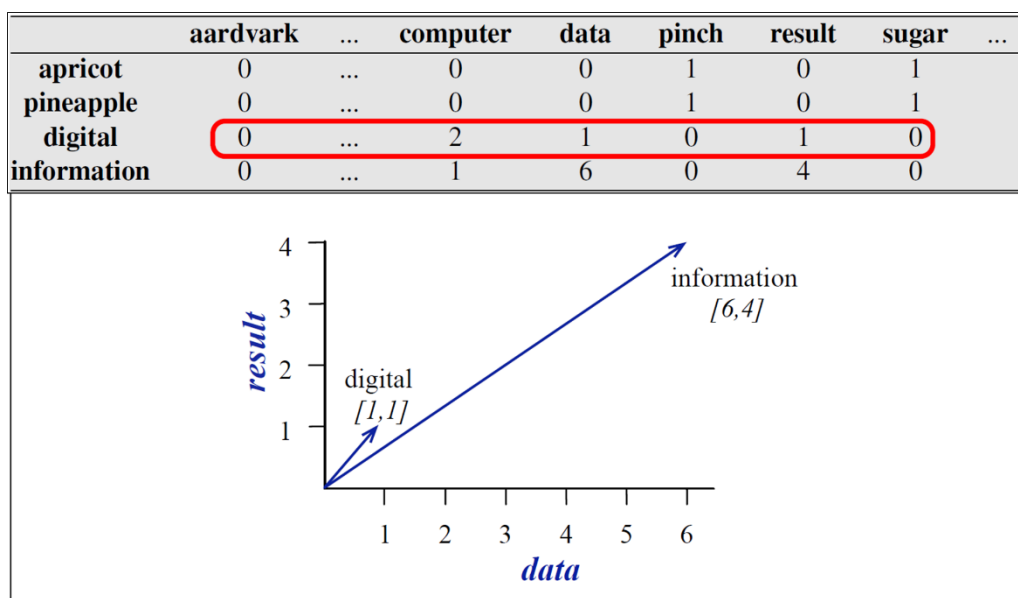 aardvark ... computer data pinch result sugar ...
apricot 0 ... 0 0 1 0 1
pineapple 0 ... 0 0 1 0 1
digital 0 ... 2 1 0 1 0
information 0 ... 1 6 0 4 0
4
information
3
[6,4]
result
2
digital
[1,1]
1
1 2 3 4 5 6
data